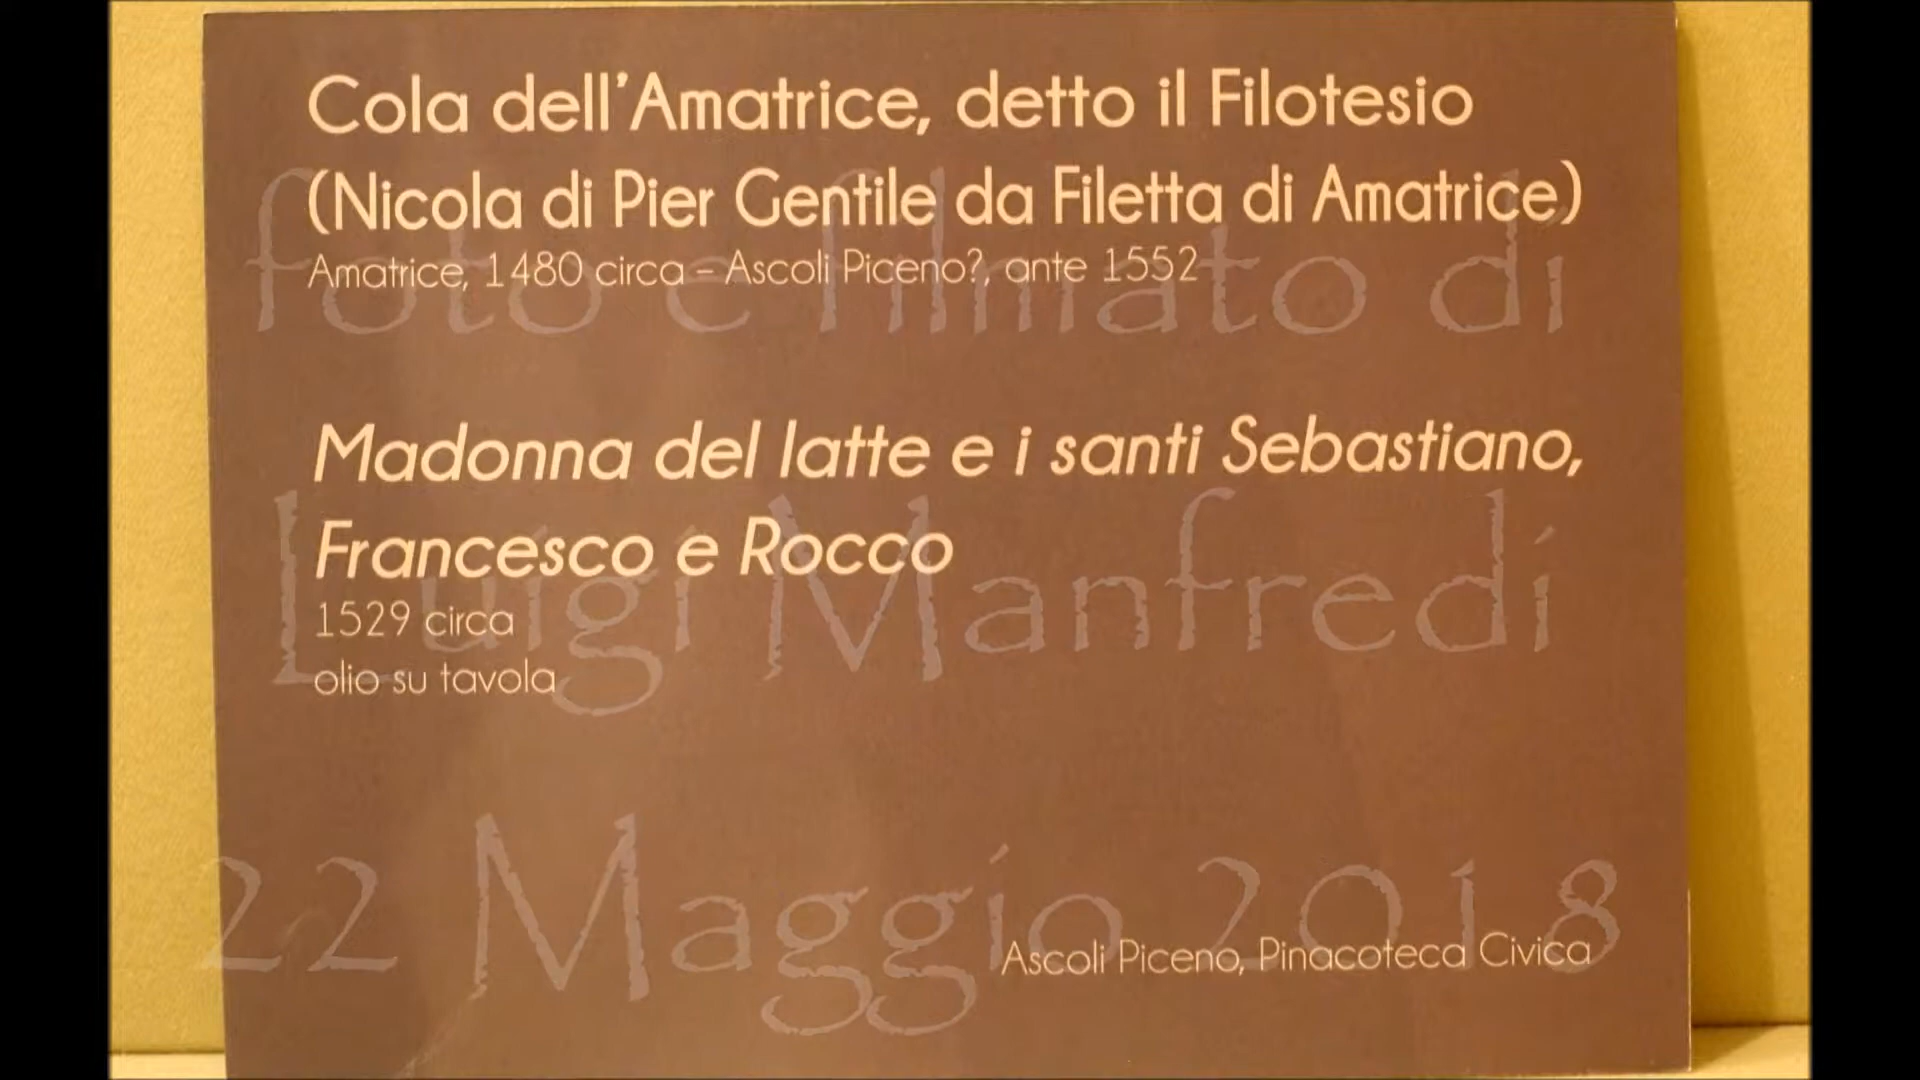 Cola dell'Amatrice, detto il Filotesio
(Nicola di Pier Gentile da Filetta di Amatrice)
Amatrice, 1480 circa – Ascoli Piceno?, ante 1552
foto e filmato di
Madonna del latte e i santi Sebastiano,
Francesco e Rocco
Luigi Manfredi
1529 circa
olio su tavola
22 Maggio 2018
Ascoli Piceno, Pinacoteca Civica